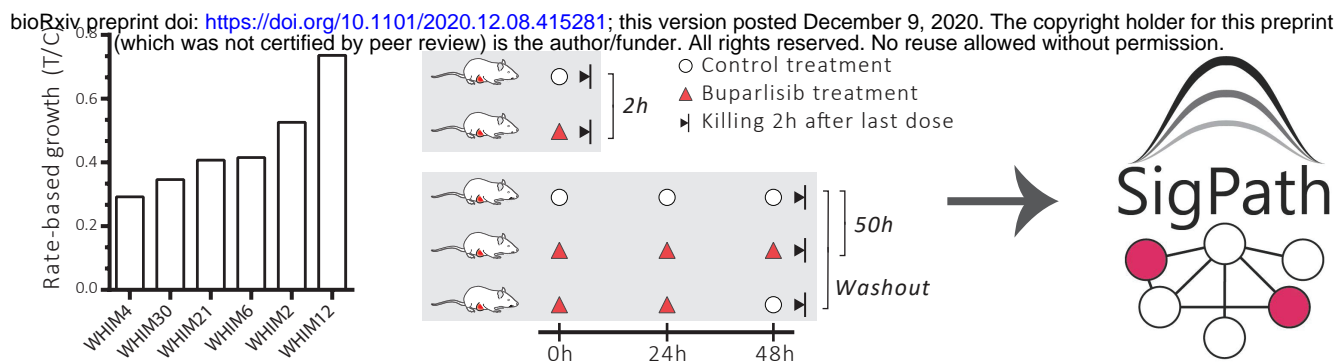 bioRxiv preprint doi: https://doi.org/10.1101/2020.12.08.415281; this version posted December 9, 2020. The copyright holder for this preprint
(which was not certified by peer review) is the author/funder. All rights reserved. No reuse allowed without permission.
Rate-based growth (T/C)
0.8
0.6
0.4
0.2
0.0
WHIM4
WHIM30
WHIM21
WHIM6
WHIM2
WHIM12
2h
Control treatment
Buparlisib treatment
Killing 2h after last dose
50h
Washout
0h
24h
48h
SigPath